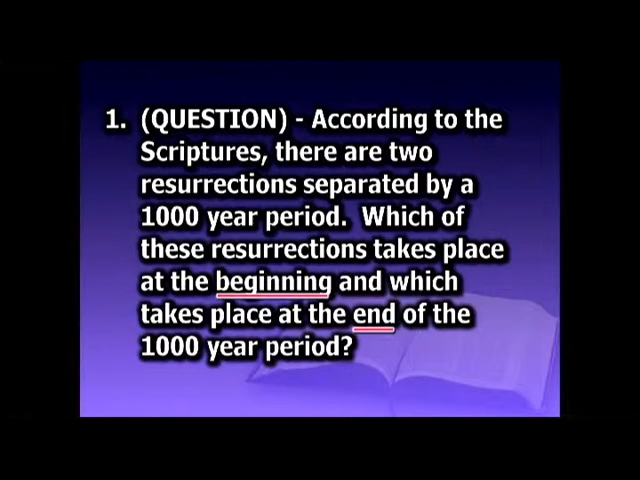 1. (QUESTION) - According to the
Scriptures, there are two
resurrections separated by a
1000 year period. Which of
these resurrections takes place
at the beginning and which
takes place at the end of the
1000 year period?